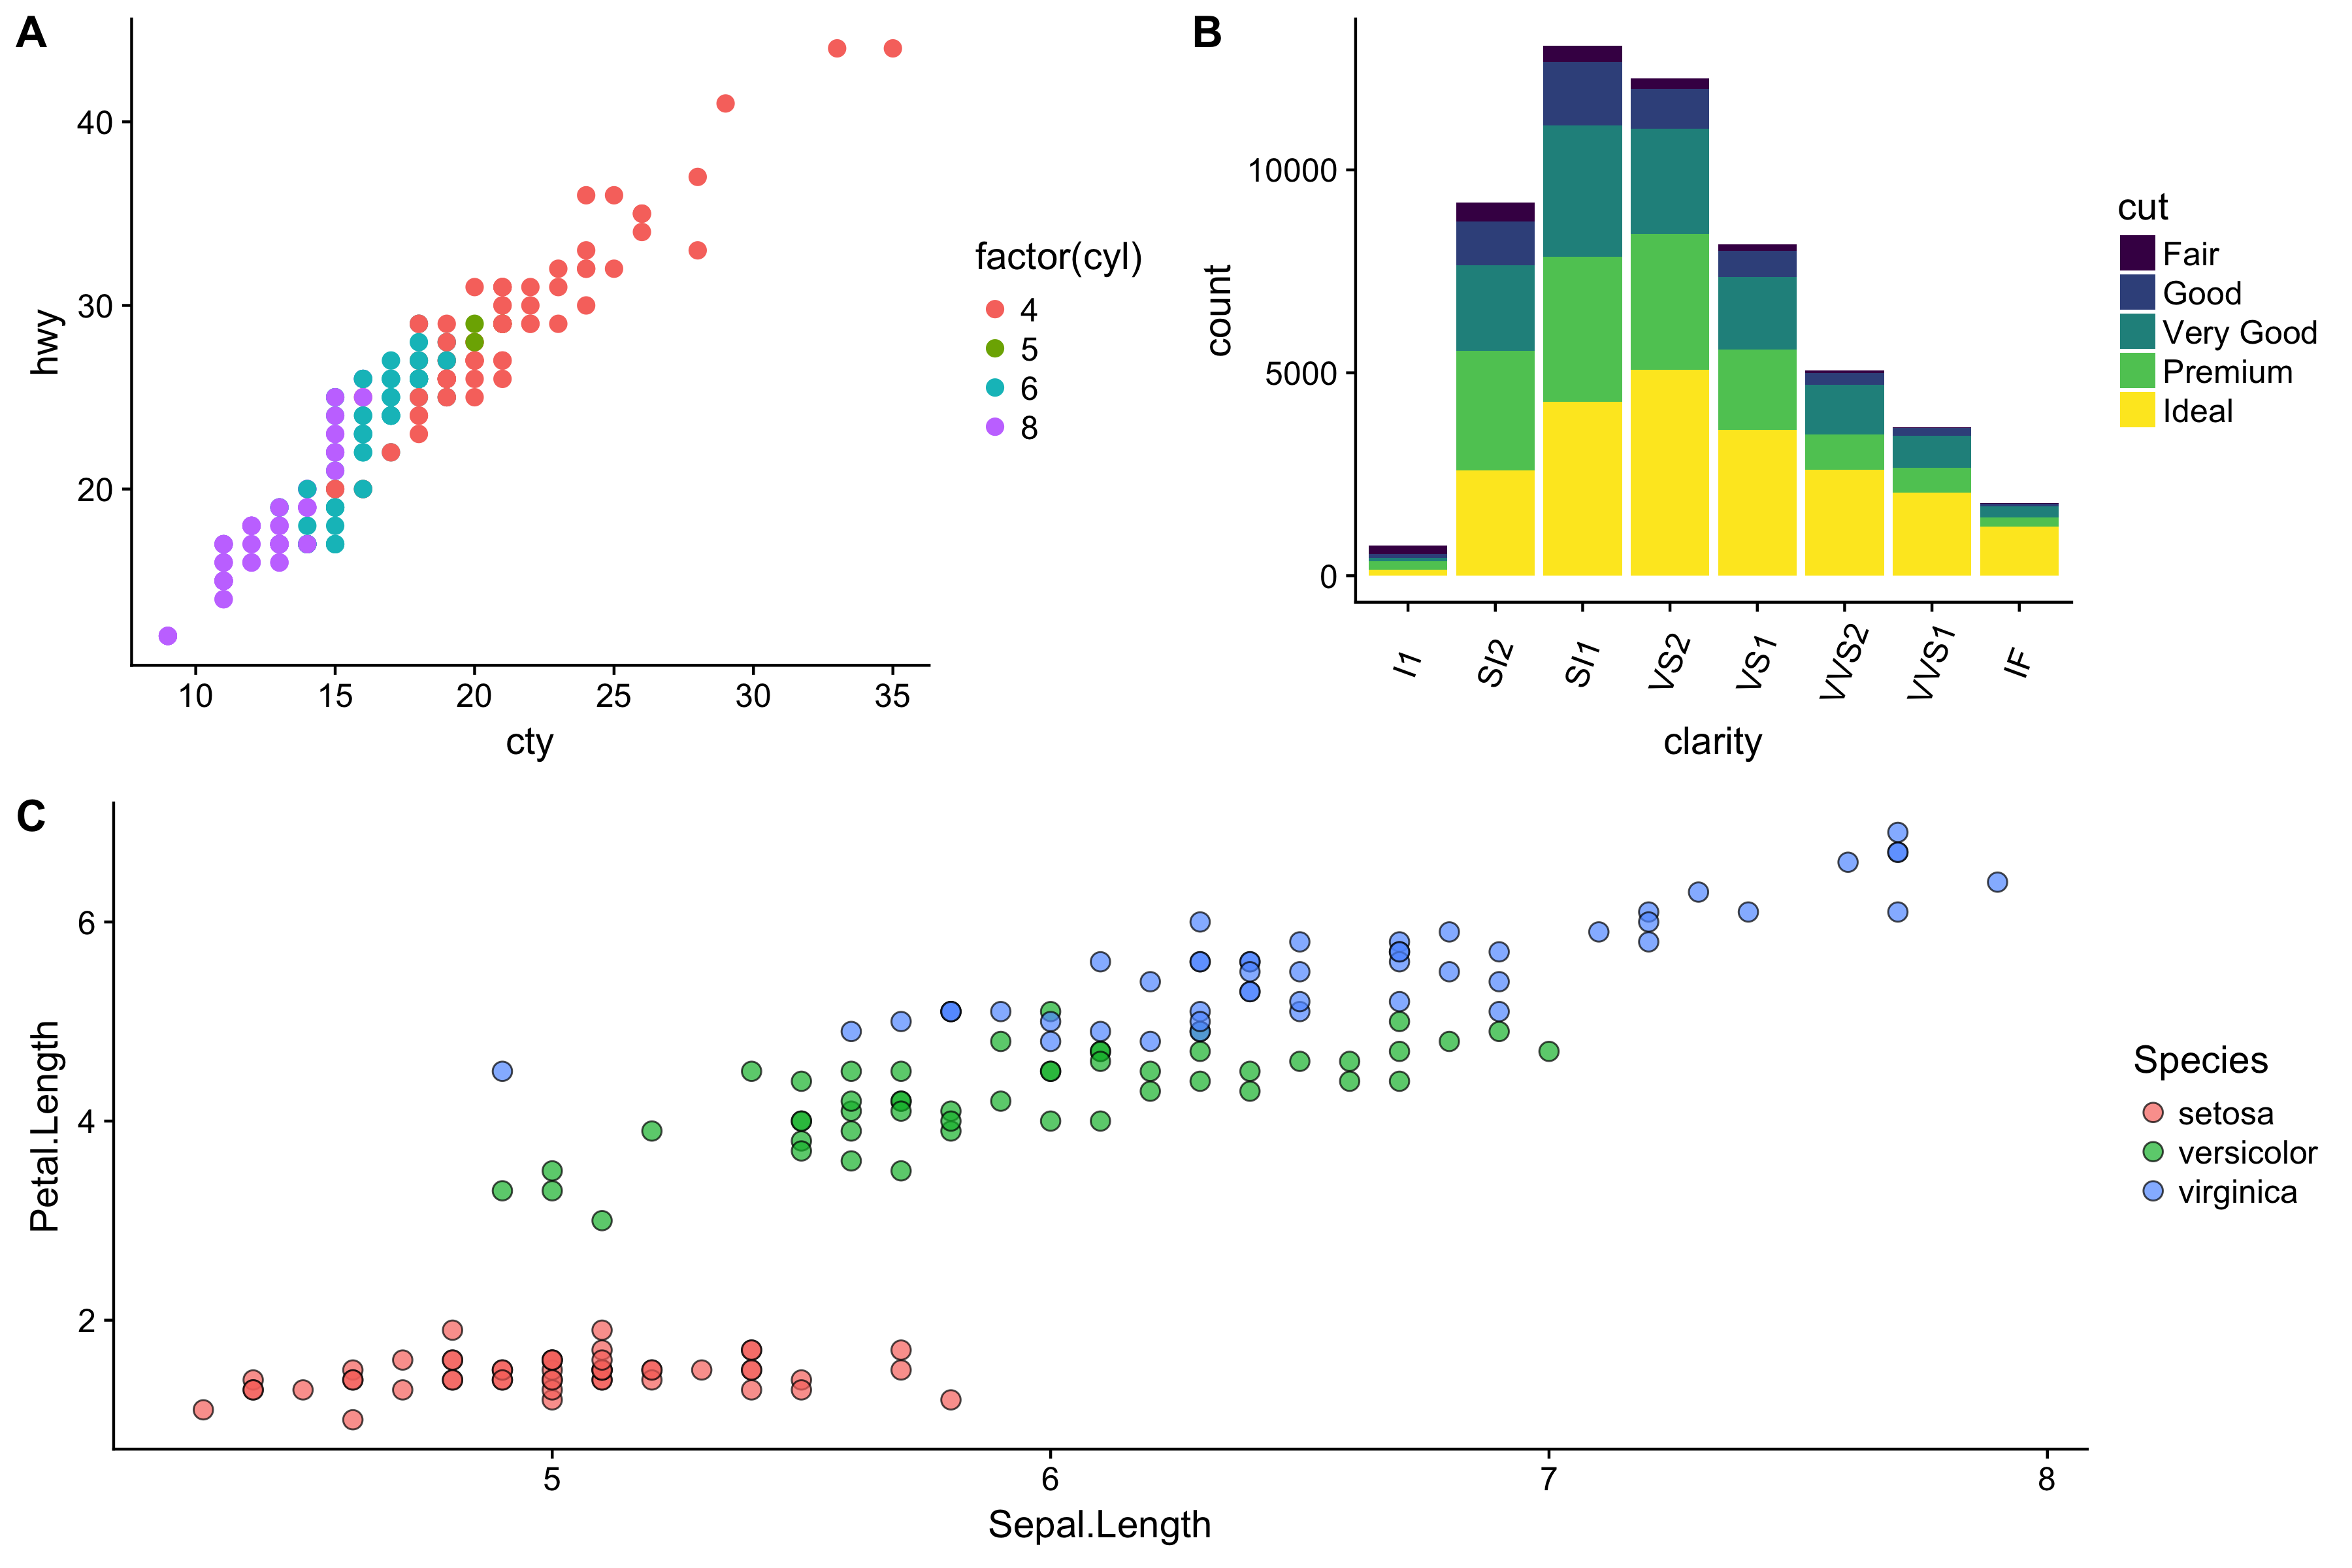 A
hwy
40
30
20
10 15 20 25 30 35
cty
factor(cyl)
4
5
6
8
B
count
10000
5000
0
I1 SI2 SI1 VS2 VS1 VVS2 VVS1 IF
clarity
cut
Fair
Good
Very Good
Premium
Ideal
C
Petal.Length
6
4
2
5 6 7 8
Sepal.Length
Species
setosa
versicolor
virginica